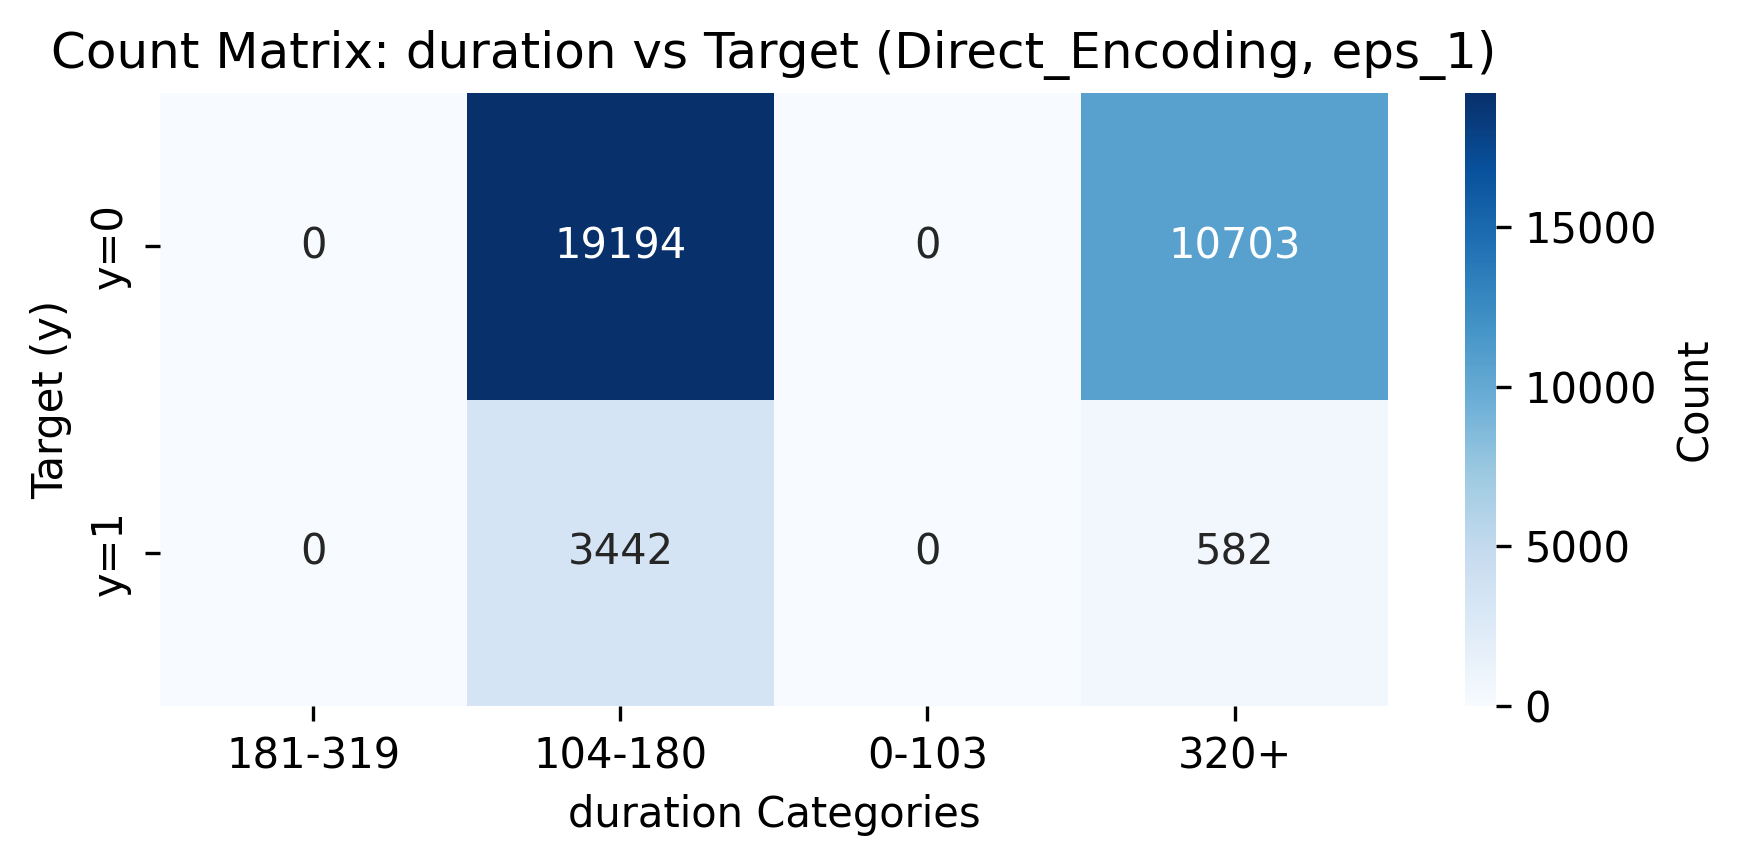 Count Matrix: duration vs Target (Direct_Encoding, eps_1)
Target (y)
y=0
0 19194 0 10703
y=1
0 3442 0 582
181-319 104-180 0-103 320+
duration Categories
15000
10000
5000
0
Count